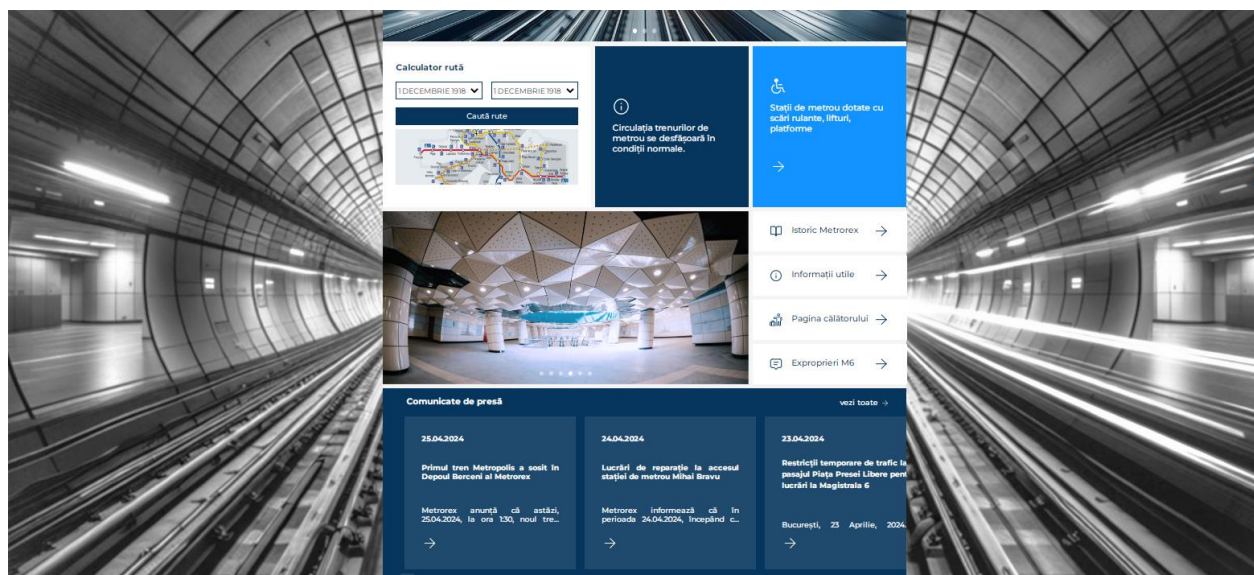 Calculator rută
1 DECEMBRIE 1918
1 DECEMBRIE 1918
Caută rute
Circulația trenurilor de
metrou se desfășoară în
condiții normale.
Stații de metrou dotate cu
scări rulante, lifturi,
platforme
Istoric Metrorex
Informații utile
Pagina călătorului
Exproprieri M6
Comunicate de presă
vezi toate →
25.04.2024
Primul tren Metropolis a sosit în
Depoul Berceni al Metrorex
Metrorex anunță că astăzi,
25.04.2024, la ora 1:30, noul tre...
24.04.2024
Lucrări de reparație la accesul
stației de metrou Mihai Bravu
Metrorex informează că în
perioada 24.04.2024, începând c...
23.04.2024
Restricții temporare de trafic la
pasajul Piața Presei Libere pent
lucrări la Magistrala 6
București, 23 Aprilie, 2024.